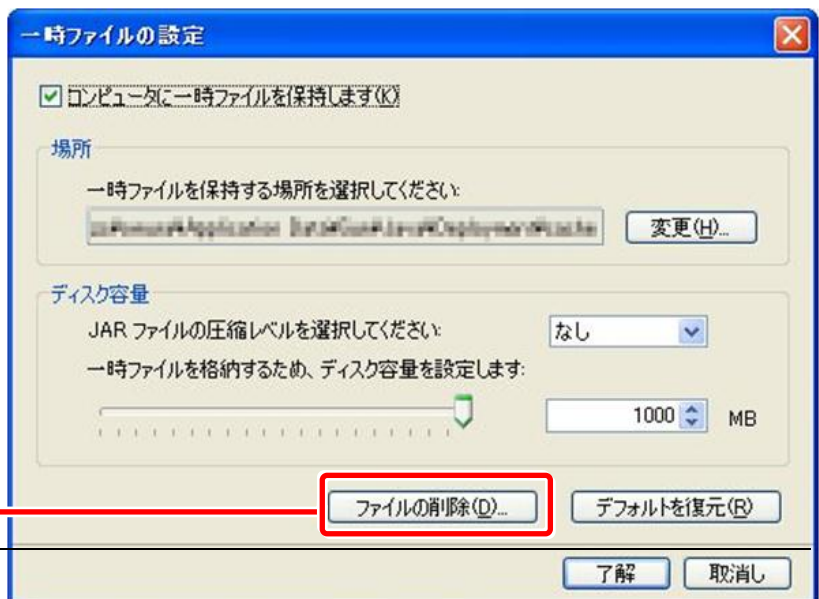 一時ファイルの設定
コンピュータに一時ファイルを保持します(K)
場所
一時ファイルを保持する場所を選択してください:
変更(H)...
ディスク容量
JAR ファイルの圧縮レベルを選択してください: なし
一時ファイルを格納するため、ディスク容量を設定します:
1000 MB
ファイルの削除(D)... デフォルトを復元(R)
了解 取消し